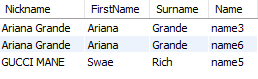 Nickname FirstName Surname Name
Ariana Grande Ariana Grande name3
Ariana Grande Ariana Grande name6
GUCCI MANE Swae Rich name5